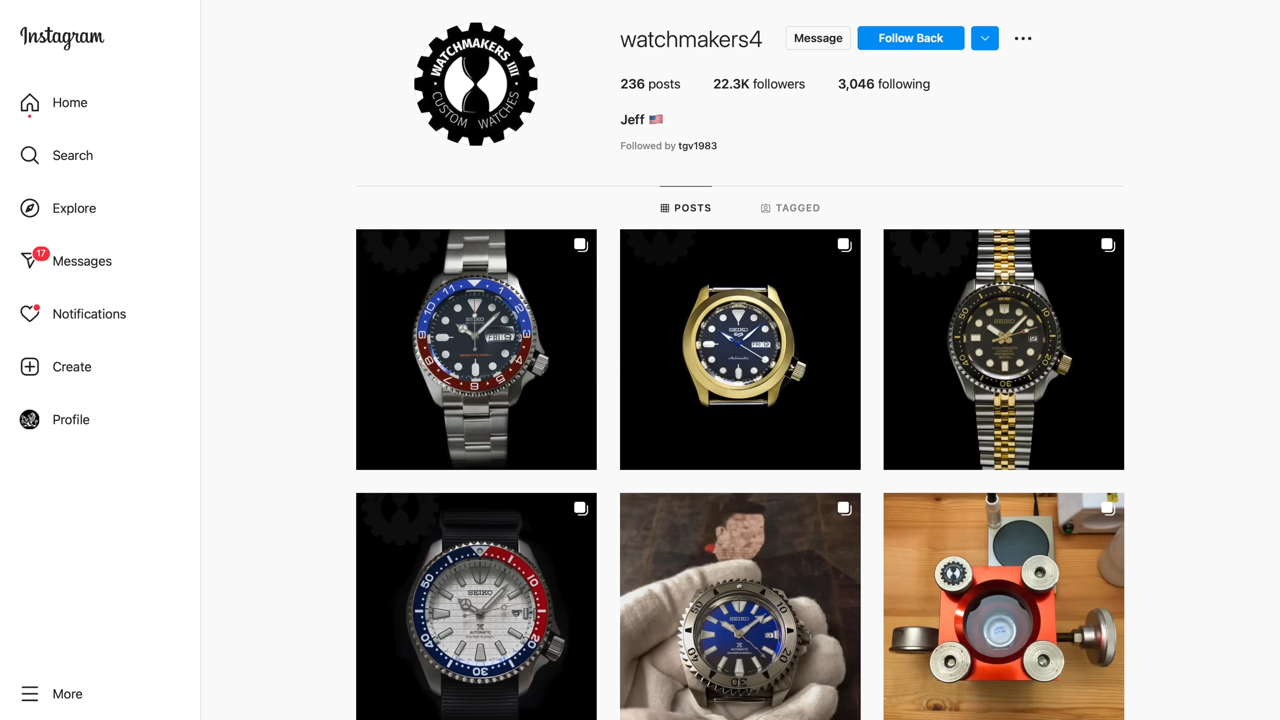 Instagram
Home
Search
Explore
17
Messages
Notifications
Create
Profile
More
WATCHMAKERS IIII
CUSTOM WATCHES
watchmakers4
Message
Follow Back
236 posts
22.3K followers
3,046 following
Jeff
Followed by tgv1983
POSTS
TAGGED
SEIKO
SEIKO
5
Automatic
SEIKO
SEIKO
AUTOMATIC
SEIKO
AUTOMATIC